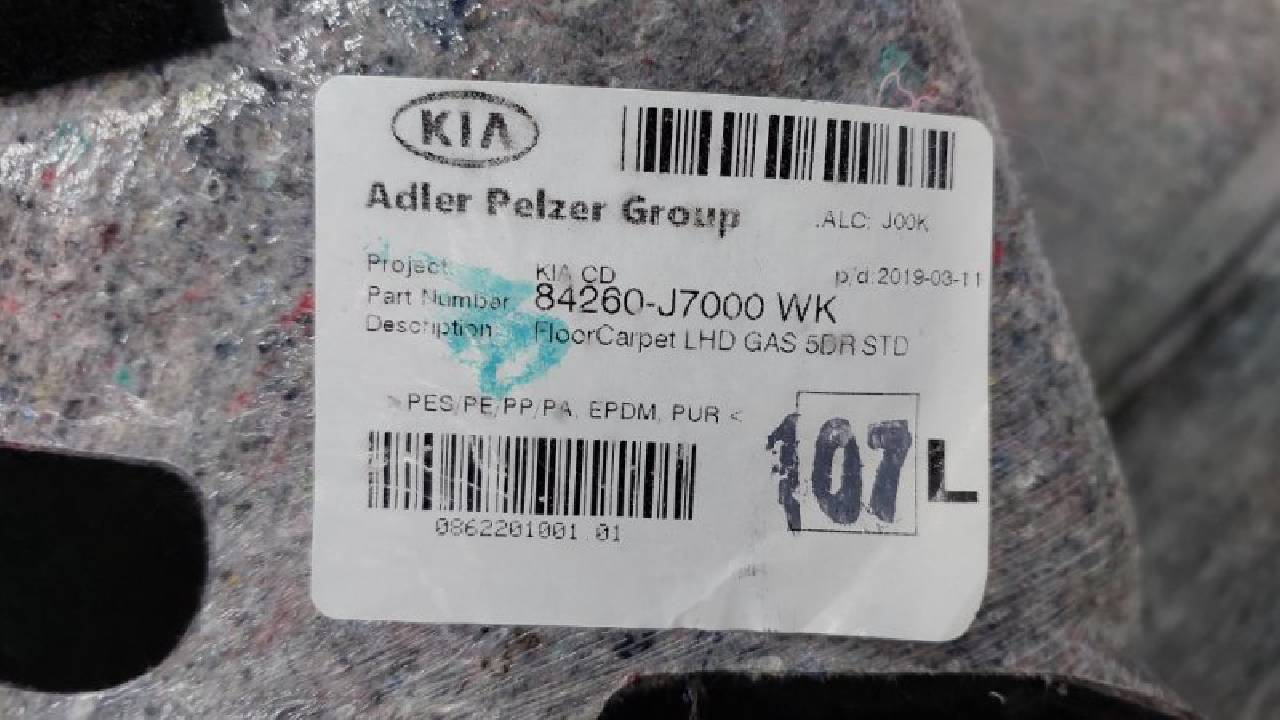 KIA
Adler Pelzer Group
.ALC: J00K
Project: KIA CD p/d:2019-03-11
Part Number 84260-J7000 WK
Description FloorCarpet LHD GAS 5DR STD
> PES/PE/PP/PA, EPDM, PUR <
107 L
0862201001 01